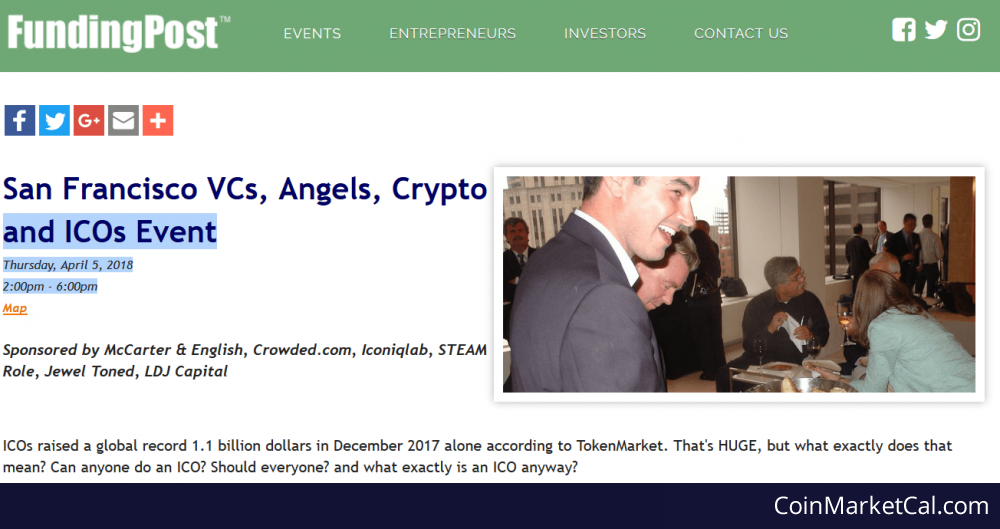 FundingPost™
EVENTS
ENTREPRENEURS
INVESTORS
CONTACT US
San Francisco VCs, Angels, Crypto
and ICOs Event
Thursday, April 5, 2018
2:00pm - 6:00pm
Map
Sponsored by McCarter & English, Crowded.com, Iconiqlab, STEAM
Role, Jewel Toned, LDJ Capital
ICOs raised a global record 1.1 billion dollars in December 2017 alone according to TokenMarket. That's HUGE, but what exactly does that
mean? Can anyone do an ICO? Should everyone? and what exactly is an ICO anyway?
CoinMarketCal.com